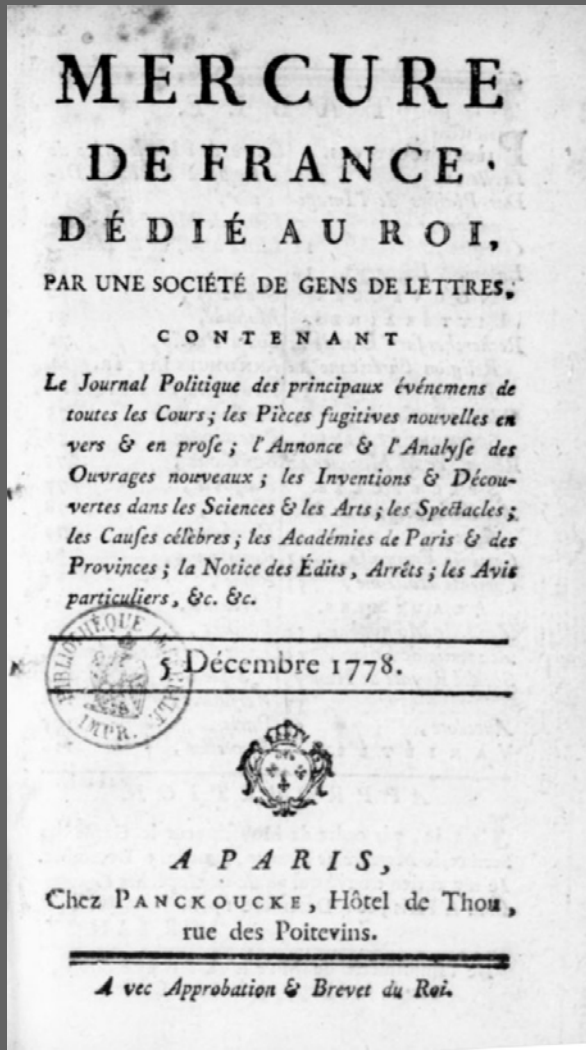 MERCURE
DE FRANCE.
DÉDIÉ AU ROI,
PAR UNE SOCIÉTÉ DE GENS DE LETTRES,
CONTENANT
Le Journal Politique des principaux événemens de
toutes les Cours ; les Pièces fugitives nouvelles en
vers & en prose ; l'Annonce & l'Analyse des
Ouvrages nouveaux ; les Inventions & Décou-
vertes dans les Sciences & les Arts ; les Spectacles ;
les Causes célèbres ; les Académies de Paris & des
Provinces ; la Notice des Édits, Arrêts ; les Avis
particuliers, &c. &c.
BIBLIOTHÈQUE IMPÉRIALE
IMPR.
5 Décembre 1778.
A PARIS,
Chez PANCKOUCKE, Hôtel de Thou,
rue des Poitevins.
Avec Approbation & Brevet du Roi.